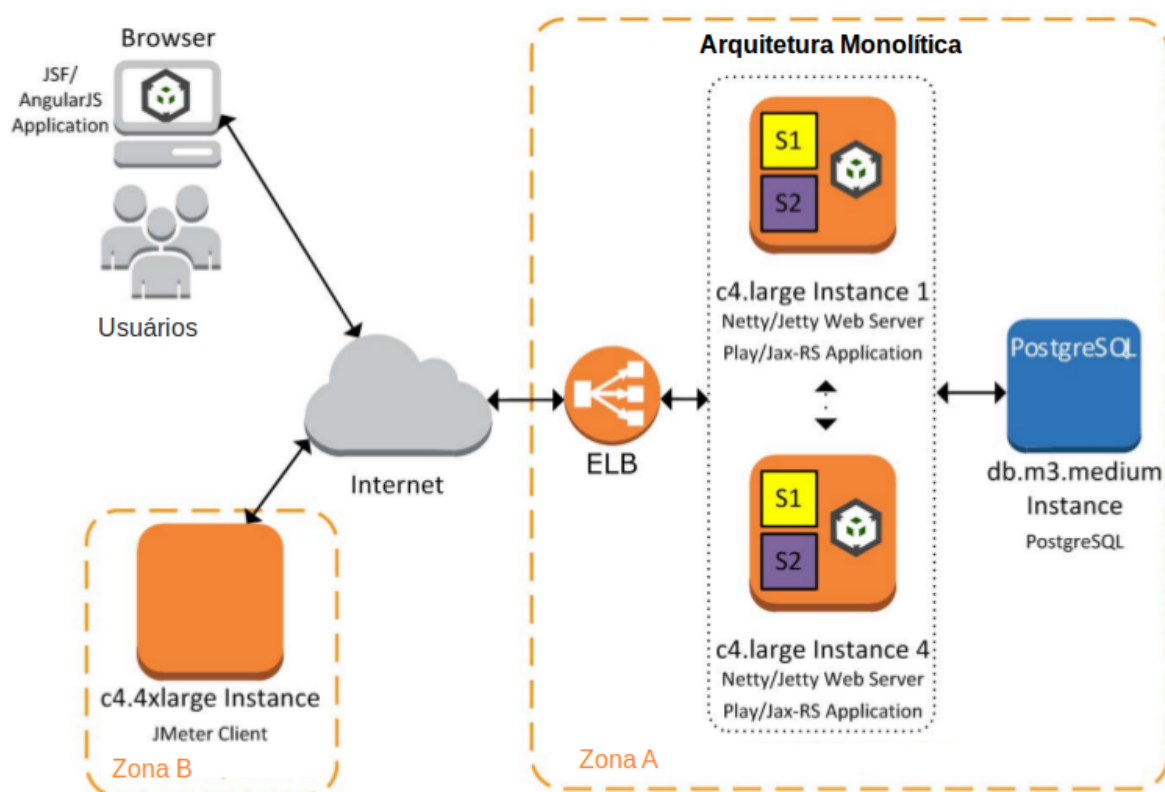 Browser
JSF/
AngularJS
Application
Usuários
Internet
c4.4xlarge Instance
JMeter Client
Zona B
Arquitetura Monolítica
ELB
S1
S2
c4.large Instance 1
Netty/Jetty Web Server
Play/Jax-RS Application
S1
S2
c4.large Instance 4
Netty/Jetty Web Server
Play/Jax-RS Application
PostgreSQL
db.m3.medium
Instance
PostgreSQL
Zona A